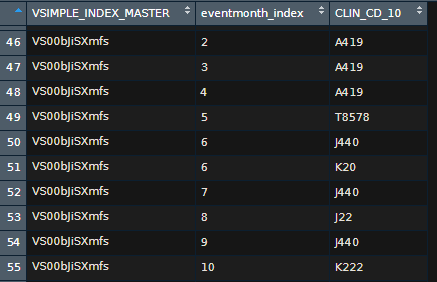 VSIMPLE_INDEX_MASTER eventmonth_index CLIN_CD_10
46 VS00bJiSXmfs 2 A419
47 VS00bJiSXmfs 3 A419
48 VS00bJiSXmfs 4 A419
49 VS00bJiSXmfs 5 T8578
50 VS00bJiSXmfs 6 J440
51 VS00bJiSXmfs 6 K20
52 VS00bJiSXmfs 7 J440
53 VS00bJiSXmfs 8 J22
54 VS00bJiSXmfs 9 J440
55 VS00bJiSXmfs 10 K222